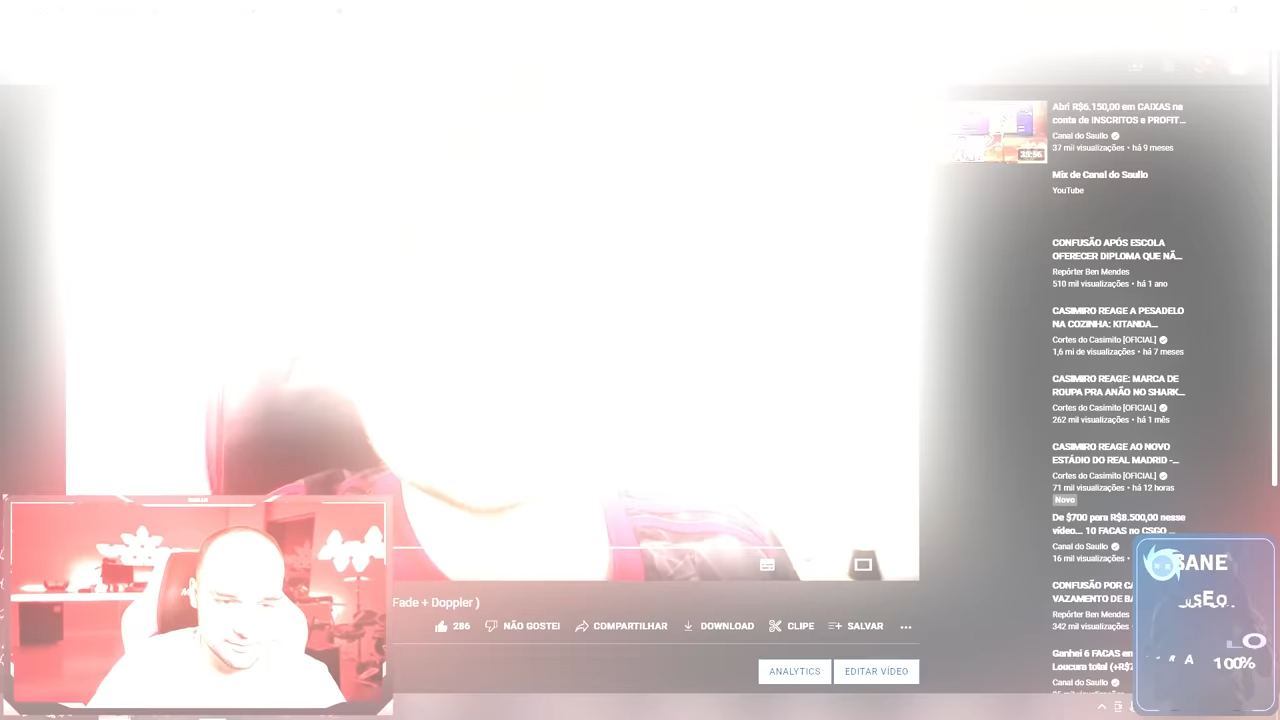 Abri R$6.150,00 em CAIXAS na
conta de INSCRITOS e PROFIT...
Canal do Saullo
37 mil visualizações • há 9 meses
Mix de Canal do Saullo
YouTube
CONFUSÃO APÓS ESCOLA
OFERECER DIPLOMA QUE NÃ...
Repórter Ben Mendes
510 mil visualizações • há 1 ano
CASIMIRO REAGE A PESADELO
NA COZINHA: KITANDA...
Cortes do Casimito [OFICIAL]
1,6 mi de visualizações • há 7 meses
CASIMIRO REAGE: MARCA DE
ROUPA PRA ANÃO NO SHARK...
Cortes do Casimito [OFICIAL]
262 mil visualizações • há 1 mês
CASIMIRO REAGE AO NOVO
ESTÁDIO DO REAL MADRID -...
Cortes do Casimito [OFICIAL]
71 mil visualizações • há 12 horas
Novo
De $700 para R$8.500,00 nesse
vídeo... 10 FACAS no CSGO ...
Canal do Saullo
16 mil visualizações •
CONFUSÃO POR
VAZAMENTO DE
Repórter Ben Mendes
342 mil visualizações
Ganhei 6 FACAS em
Loucura total
Canal do Saullo
Fade + Doppler )
286 NÃO GOSTEI COMPARTILHAR DOWNLOAD CLIPE SALVAR ...
ANALYTICS EDITAR VÍDEO
100%